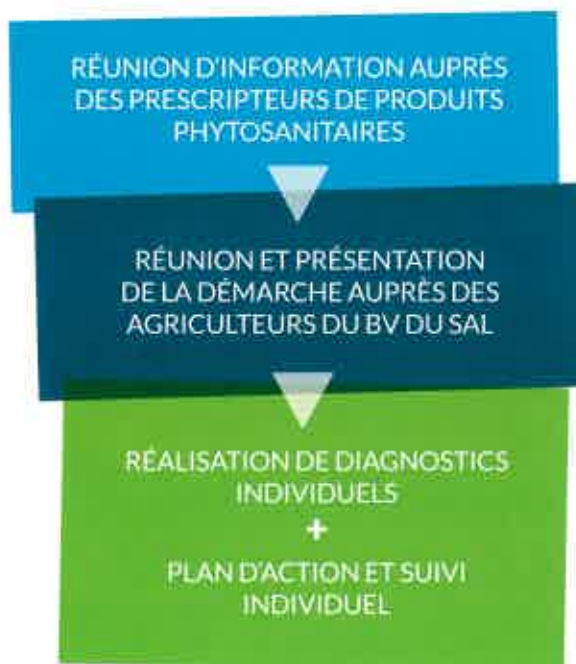 RÉUNION D'INFORMATION AUPRÈS
DES PRESCRIPTEURS DE PRODUITS
PHYTOSANITAIRES
RÉUNION ET PRÉSENTATION
DE LA DÉMARCHE AUPRÈS DES
AGRICULTEURS DU BV DU SAL
RÉALISATION DE DIAGNOSTICS
INDIVIDUELS
+
PLAN D'ACTION ET SUIVI
INDIVIDUEL